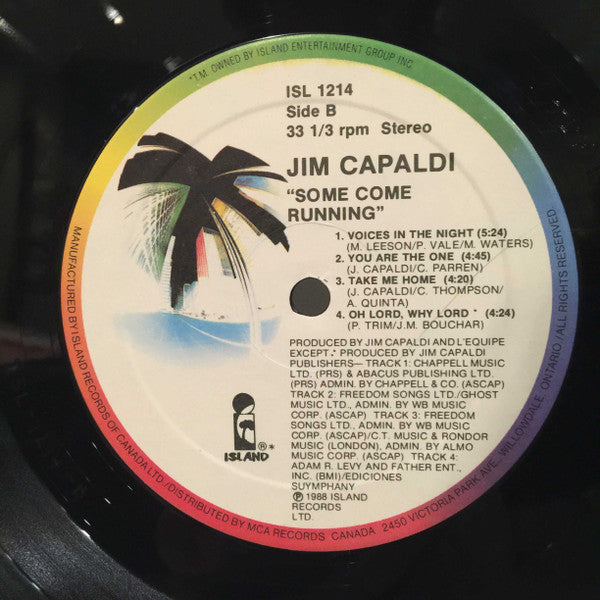 *T.M. OWNED BY ISLAND ENTERTAINMENT GROUP INC.
ISL 1214
Side B
33 1/3 rpm Stereo
JIM CAPALDI
"SOME COME
RUNNING"
1. VOICES IN THE NIGHT (5:24)
(M. LEESON/P. VALE/M. WATERS)
2. YOU ARE THE ONE (4:45)
(J. CAPALDI/C. PARREN)
3. TAKE ME HOME (4:20)
(J. CAPALDI/C. THOMPSON/
A. QUINTA)
4. OH LORD, WHY LORD * (4:24)
(P. TRIM/J.M. BOUCHAR)
PRODUCED BY JIM CAPALDI AND L'EQUIPE
EXCEPT:* PRODUCED BY JIM CAPALDI
PUBLISHERS— TRACK 1: CHAPPELL MUSIC
LTD. (PRS) & ABACUS PUBLISHING LTD.
(PRS) ADMIN. BY CHAPPELL & CO. (ASCAP)
TRACK 2: FREEDOM SONGS LTD./GHOST
MUSIC LTD., ADMIN. BY WB MUSIC
CORP. (ASCAP) TRACK 3: FREEDOM
SONGS LTD., ADMIN. BY WB MUSIC CORP.
(ASCAP)/C.T. MUSIC & RONDOR
MUSIC (LONDON), ADMIN. BY ALMO
MUSIC CORP. (ASCAP) TRACK 4:
ADAM R. LEVY AND FATHER ENT.,
INC. (BMI)/EDICIONES
SUYMPHANY
℗ 1988 ISLAND
RECORDS
LTD.
ISLAND ®*
MANUFACTURED BY ISLAND RECORDS OF CANADA LTD./DISTRIBUTED BY MCA RECORDS CANADA 2450 VICTORIA PARK AVE., WILLOWDALE, ONTARIO/ALL RIGHTS RESERVED.